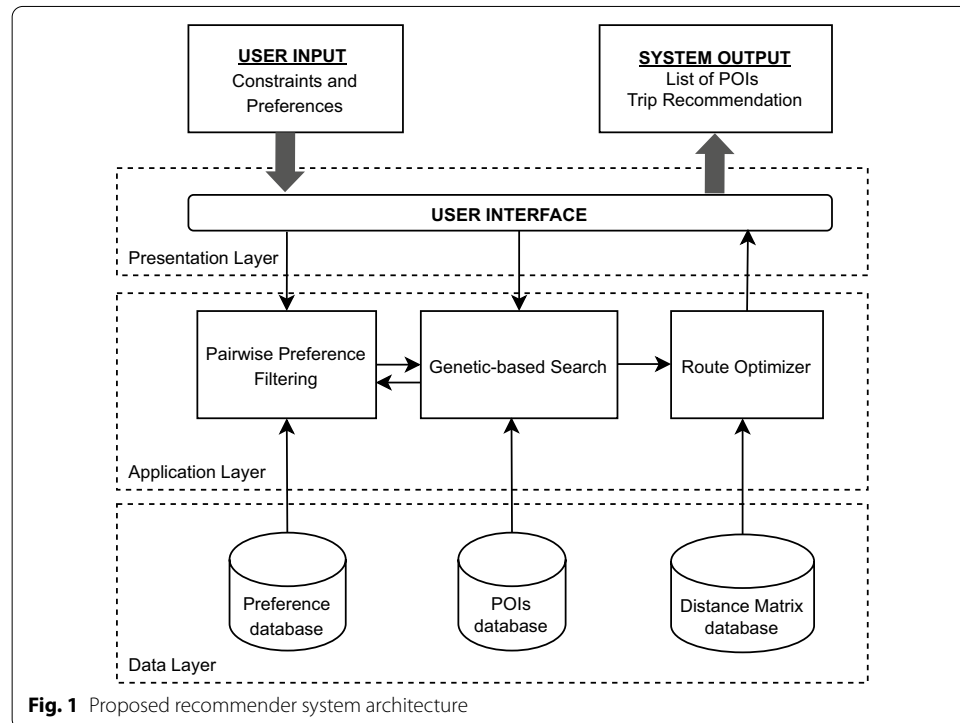 USER INPUT
Constraints and
Preferences
SYSTEM OUTPUT
List of POIs
Trip Recommendation
USER INTERFACE
Presentation Layer
Pairwise Preference
Filtering
Genetic-based Search
Route Optimizer
Application Layer
Preference
database
POIs
database
Distance Matrix
database
Data Layer
Fig. 1 Proposed recommender system architecture